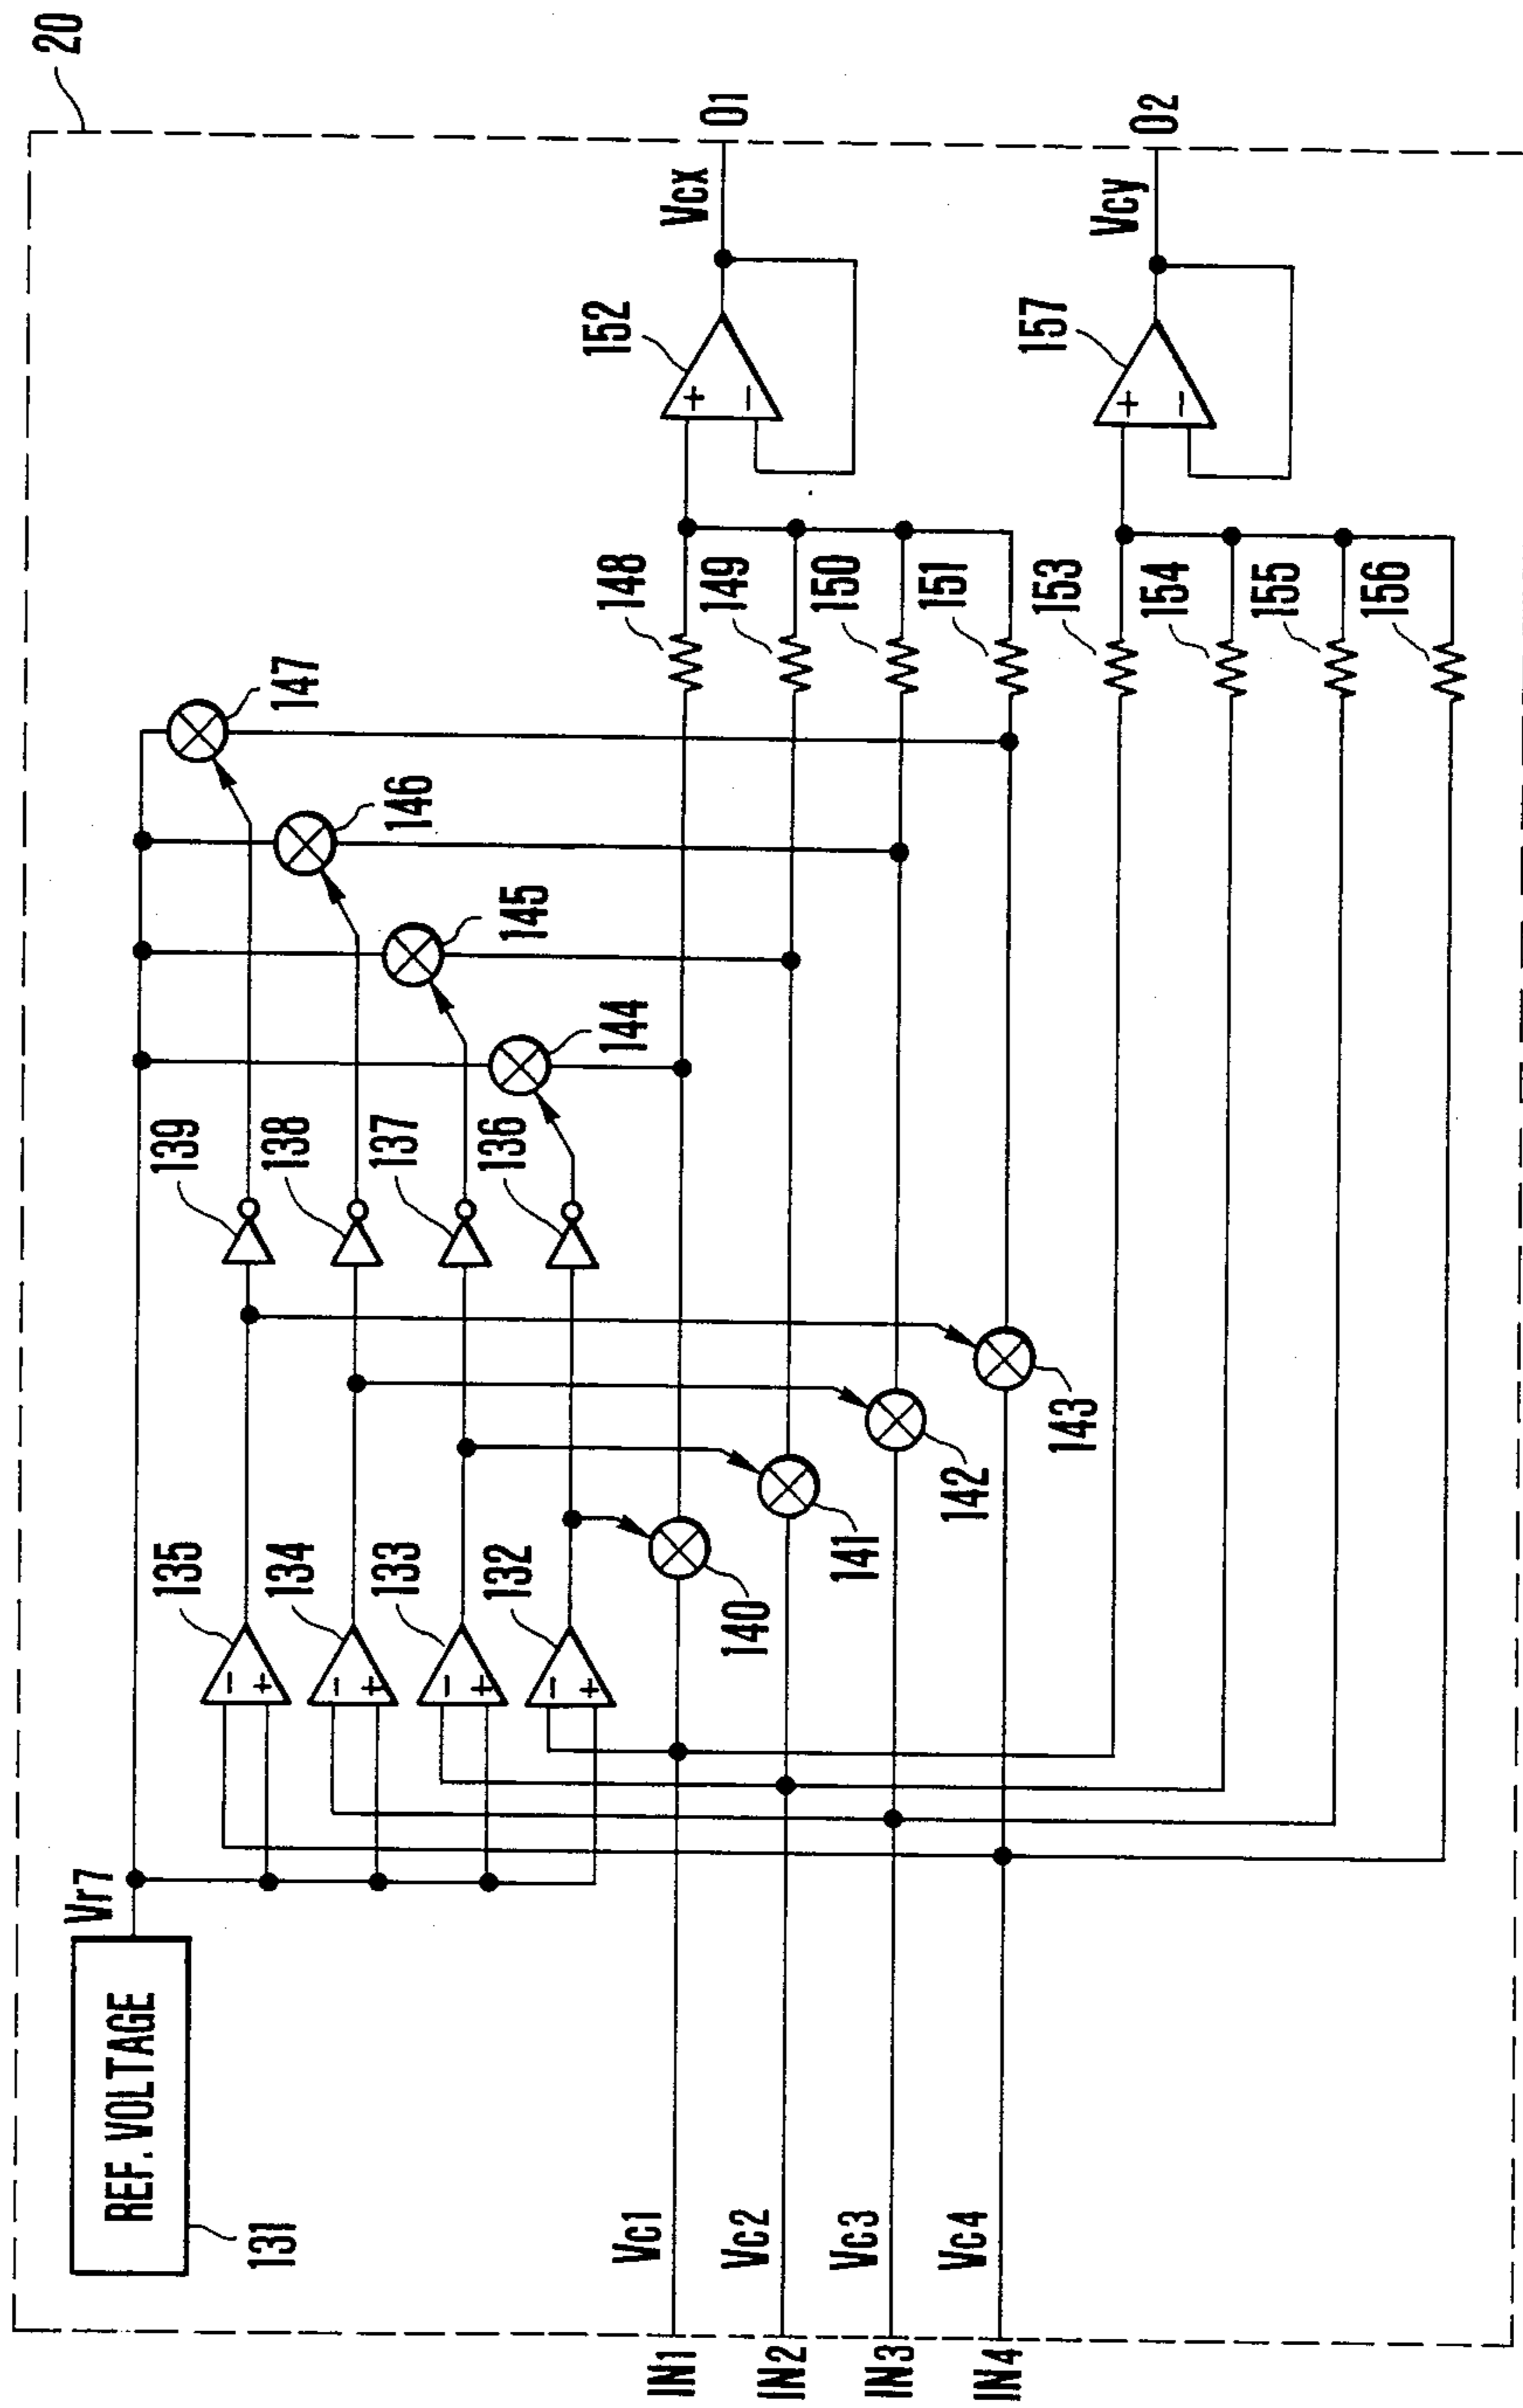 20
REF. VOLTAGE
131
Vr7
135
134
133
132
139
138
137
136
147
146
145
144
140
141
142
143
IN1
Vc1
IN2
Vc2
IN3
Vc3
IN4
Vc4
148
149
150
151
153
154
155
156
152
157
Vcx
O1
Vcy
O2
− +
− +
− +
− +
+ −
+ −